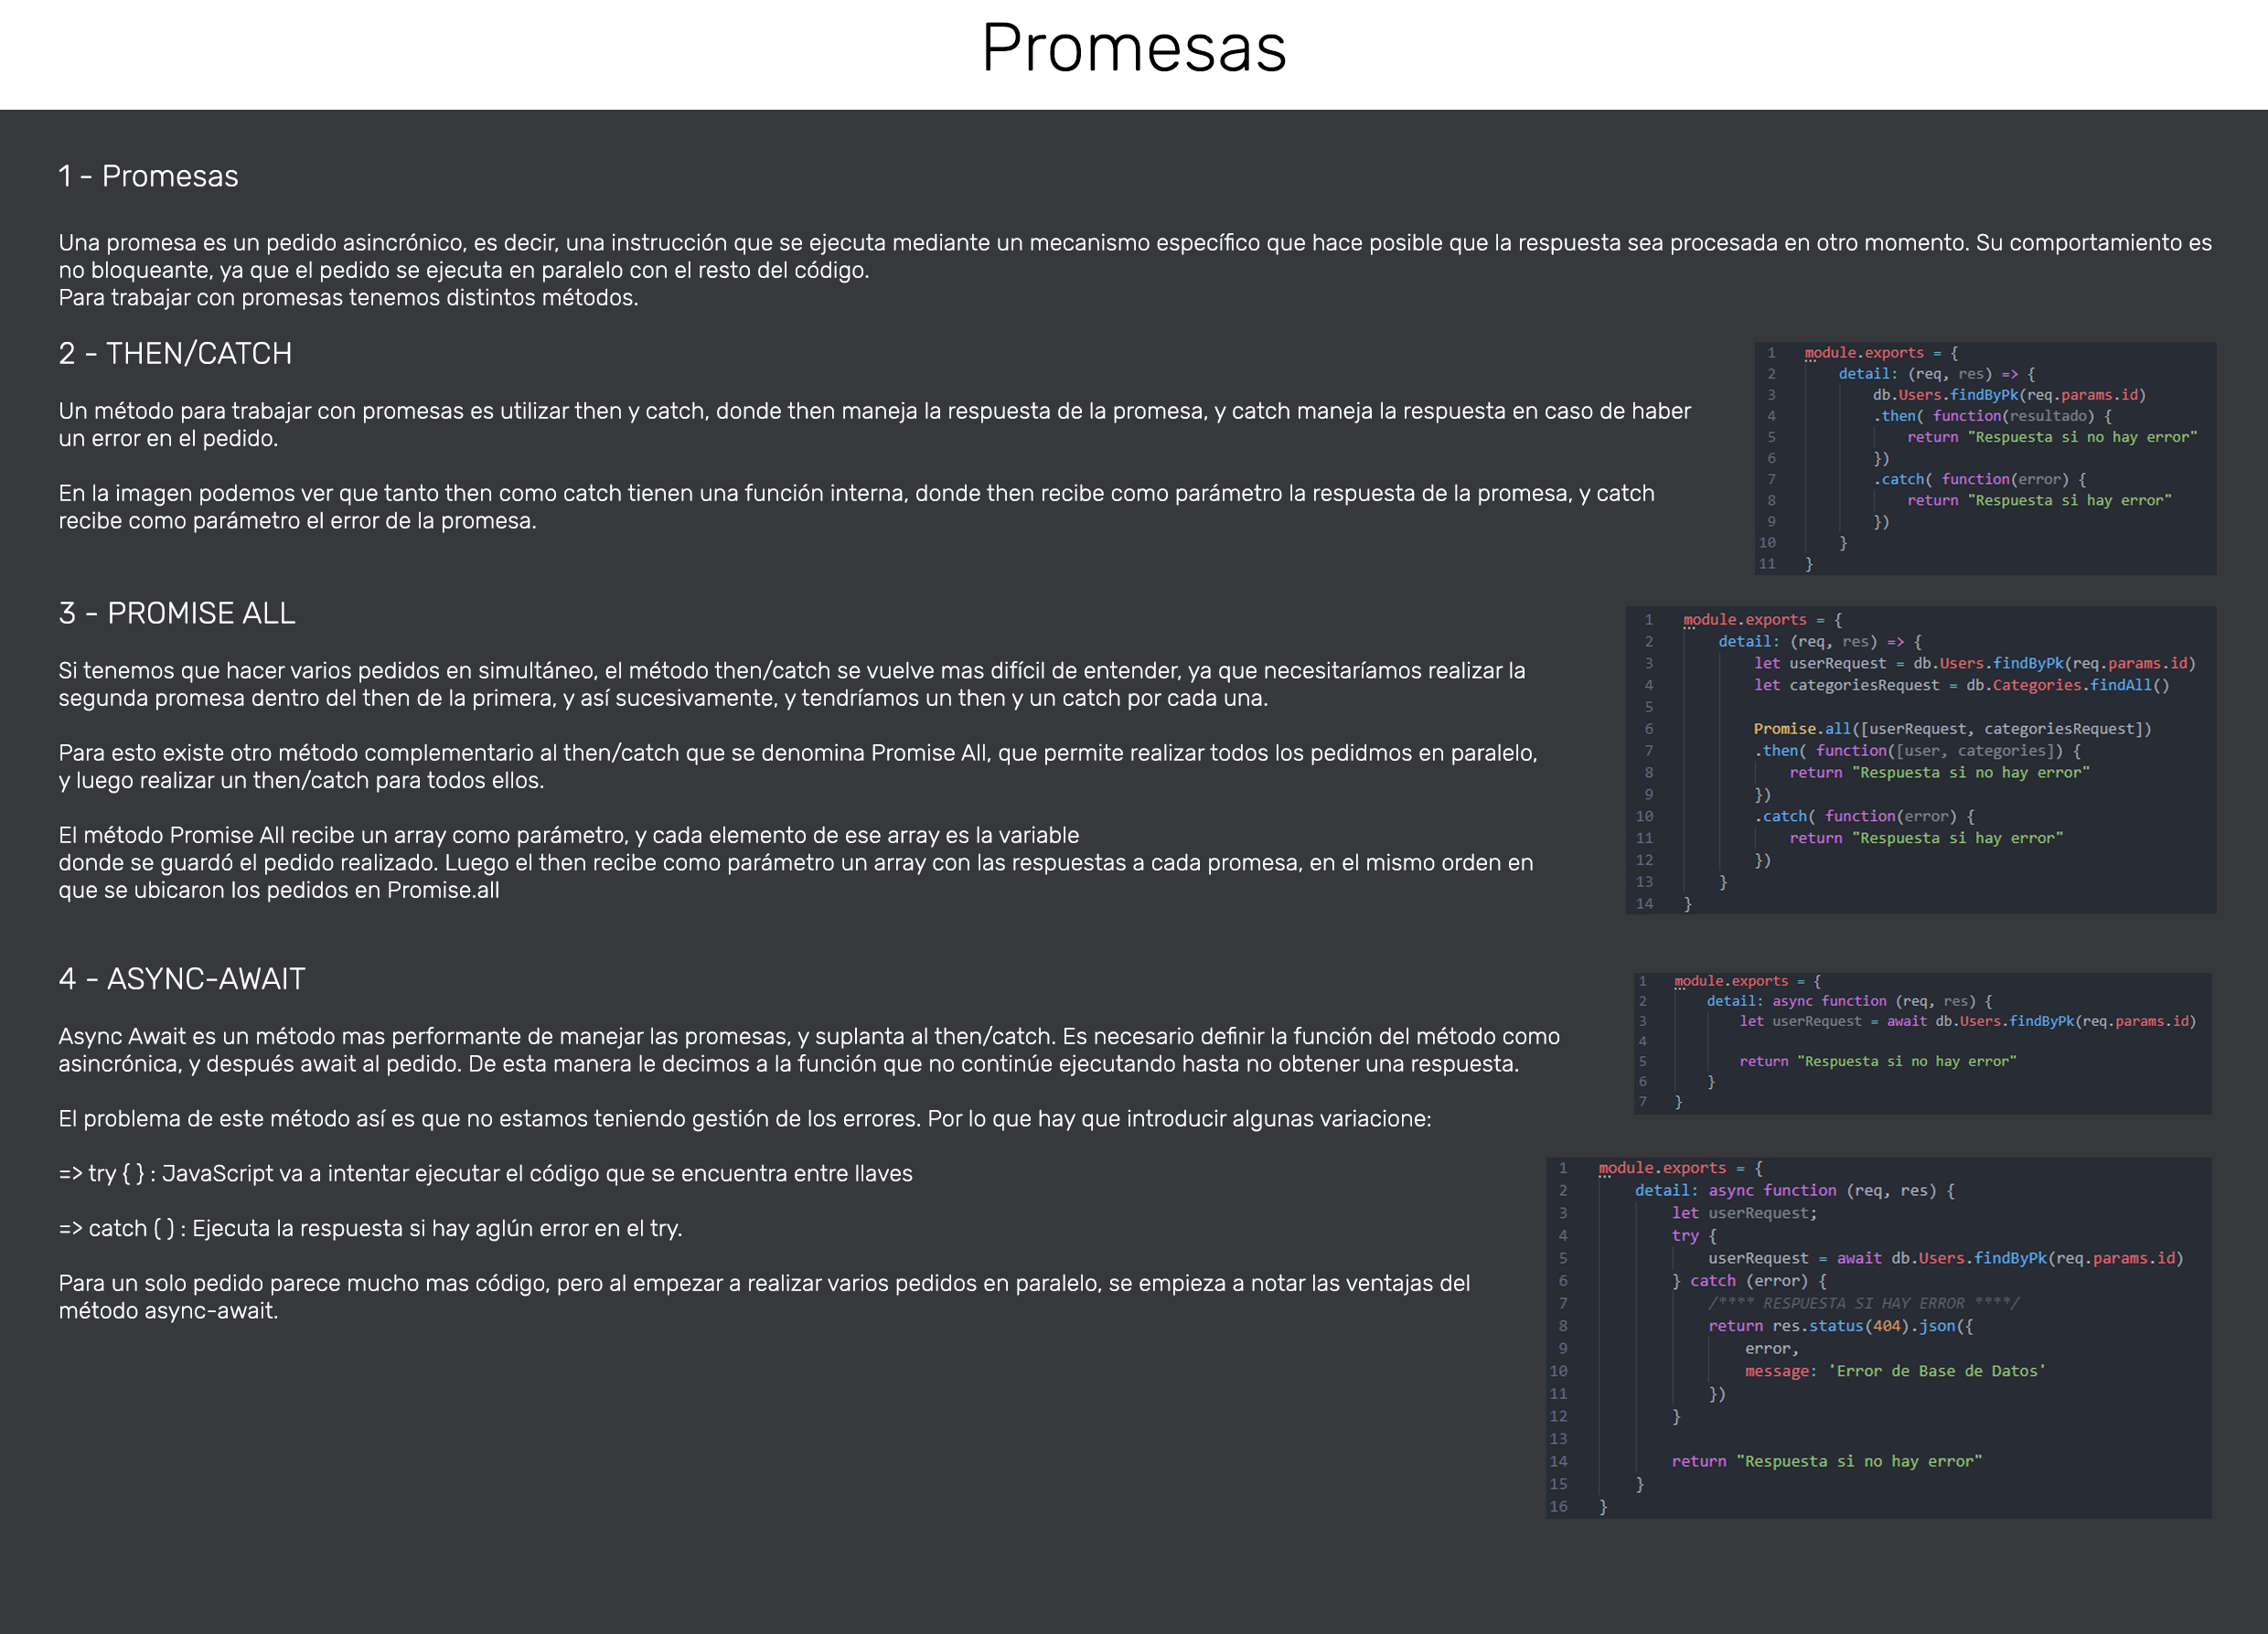 Promesas
1 - Promesas
Una promesa es un pedido asincrónico, es decir, una instrucción que se ejecuta mediante un mecanismo específico que hace posible que la respuesta sea procesada en otro momento. Su comportamiento es
no bloqueante, ya que el pedido se ejecuta en paralelo con el resto del código.
Para trabajar con promesas tenemos distintos métodos.
2 - THEN/CATCH
Un método para trabajar con promesas es utilizar then y catch, donde then maneja la respuesta de la promesa, y catch maneja la respuesta en caso de haber
un error en el pedido.
En la imagen podemos ver que tanto then como catch tienen una función interna, donde then recibe como parámetro la respuesta de la promesa, y catch
recibe como parámetro el error de la promesa.
1 module.exports = {
2 detail: (req, res) => {
3 db.Users.findByPk(req.params.id)
4 .then( function(resultado) {
5 return "Respuesta si no hay error"
6 })
7 .catch( function(error) {
8 return "Respuesta si hay error"
9 })
10 }
11 }
3 - PROMISE ALL
Si tenemos que hacer varios pedidos en simultáneo, el método then/catch se vuelve mas difícil de entender, ya que necesitaríamos realizar la
segunda promesa dentro del then de la primera, y así sucesivamente, y tendríamos un then y un catch por cada una.
Para esto existe otro método complementario al then/catch que se denomina Promise All, que permite realizar todos los pedidmos en paralelo,
y luego realizar un then/catch para todos ellos.
El método Promise All recibe un array como parámetro, y cada elemento de ese array es la variable
donde se guardó el pedido realizado. Luego el then recibe como parámetro un array con las respuestas a cada promesa, en el mismo orden en
que se ubicaron los pedidos en Promise.all
1 module.exports = {
2 detail: (req, res) => {
3 let userRequest = db.Users.findByPk(req.params.id)
4 let categoriesRequest = db.Categories.findAll()
5
6 Promise.all([userRequest, categoriesRequest])
7 .then( function([user, categories]) {
8 return "Respuesta si no hay error"
9 })
10 .catch( function(error) {
11 return "Respuesta si hay error"
12 })
13 }
14 }
4 - ASYNC-AWAIT
Async Await es un método mas performante de manejar las promesas, y suplanta al then/catch. Es necesario definir la función del método como
asincrónica, y después await al pedido. De esta manera le decimos a la función que no continúe ejecutando hasta no obtener una respuesta.
El problema de este método así es que no estamos teniendo gestión de los errores. Por lo que hay que introducir algunas variacione:
=> try { } : JavaScript va a intentar ejecutar el código que se encuentra entre llaves
=> catch ( ) : Ejecuta la respuesta si hay aglún error en el try.
Para un solo pedido parece mucho mas código, pero al empezar a realizar varios pedidos en paralelo, se empieza a notar las ventajas del
método async-await.
1 module.exports = {
2 detail: async function (req, res) {
3 let userRequest = await db.Users.findByPk(req.params.id)
4
5 return "Respuesta si no hay error"
6 }
7 }
1 module.exports = {
2 detail: async function (req, res) {
3 let userRequest;
4 try {
5 userRequest = await db.Users.findByPk(req.params.id)
6 } catch (error) {
7 /**** RESPUESTA SI HAY ERROR ****/
8 return res.status(404).json({
9 error,
10 message: 'Error de Base de Datos'
11 })
12 }
13
14 return "Respuesta si no hay error"
15 }
16 }